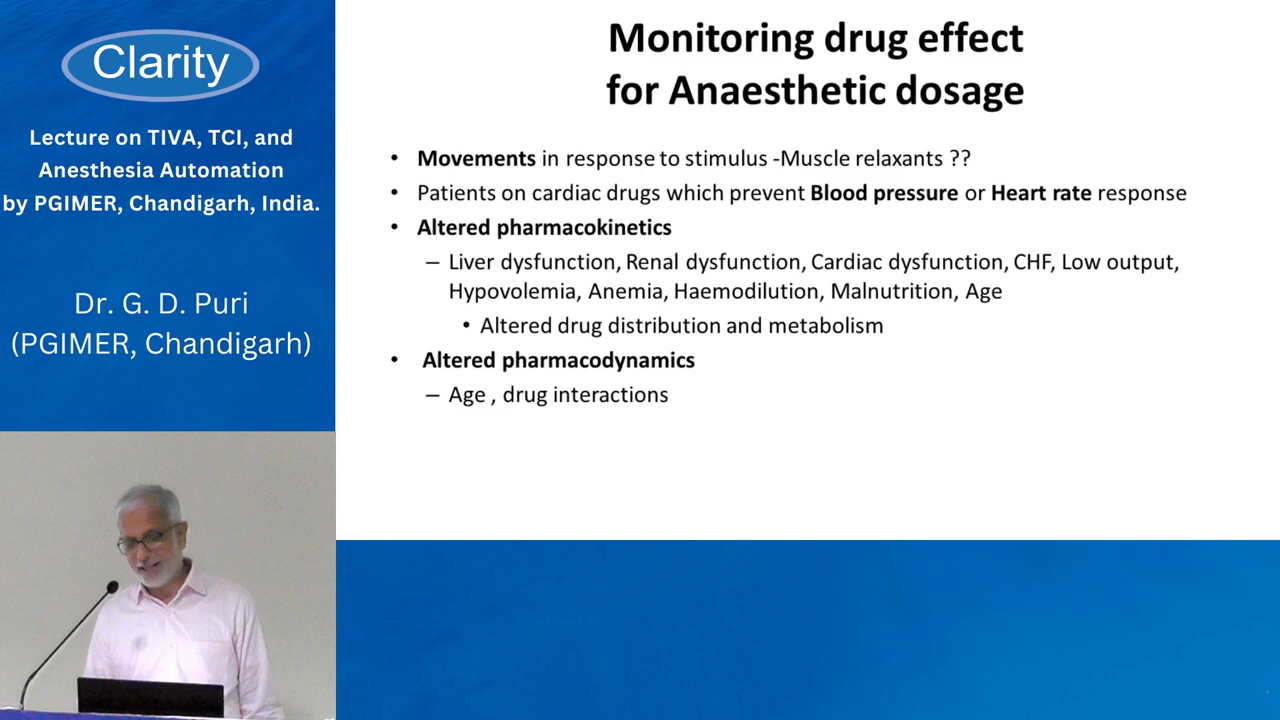 Clarity
Lecture on TIVA, TCI, and
Anesthesia Automation
by PGIMER, Chandigarh, India.
Dr. G. D. Puri
(PGIMER, Chandigarh)
Monitoring drug effect
for Anaesthetic dosage
• Movements in response to stimulus -Muscle relaxants ??
• Patients on cardiac drugs which prevent Blood pressure or Heart rate response
• Altered pharmacokinetics
– Liver dysfunction, Renal dysfunction, Cardiac dysfunction, CHF, Low output,
Hypovolemia, Anemia, Haemodilution, Malnutrition, Age
• Altered drug distribution and metabolism
• Altered pharmacodynamics
– Age , drug interactions